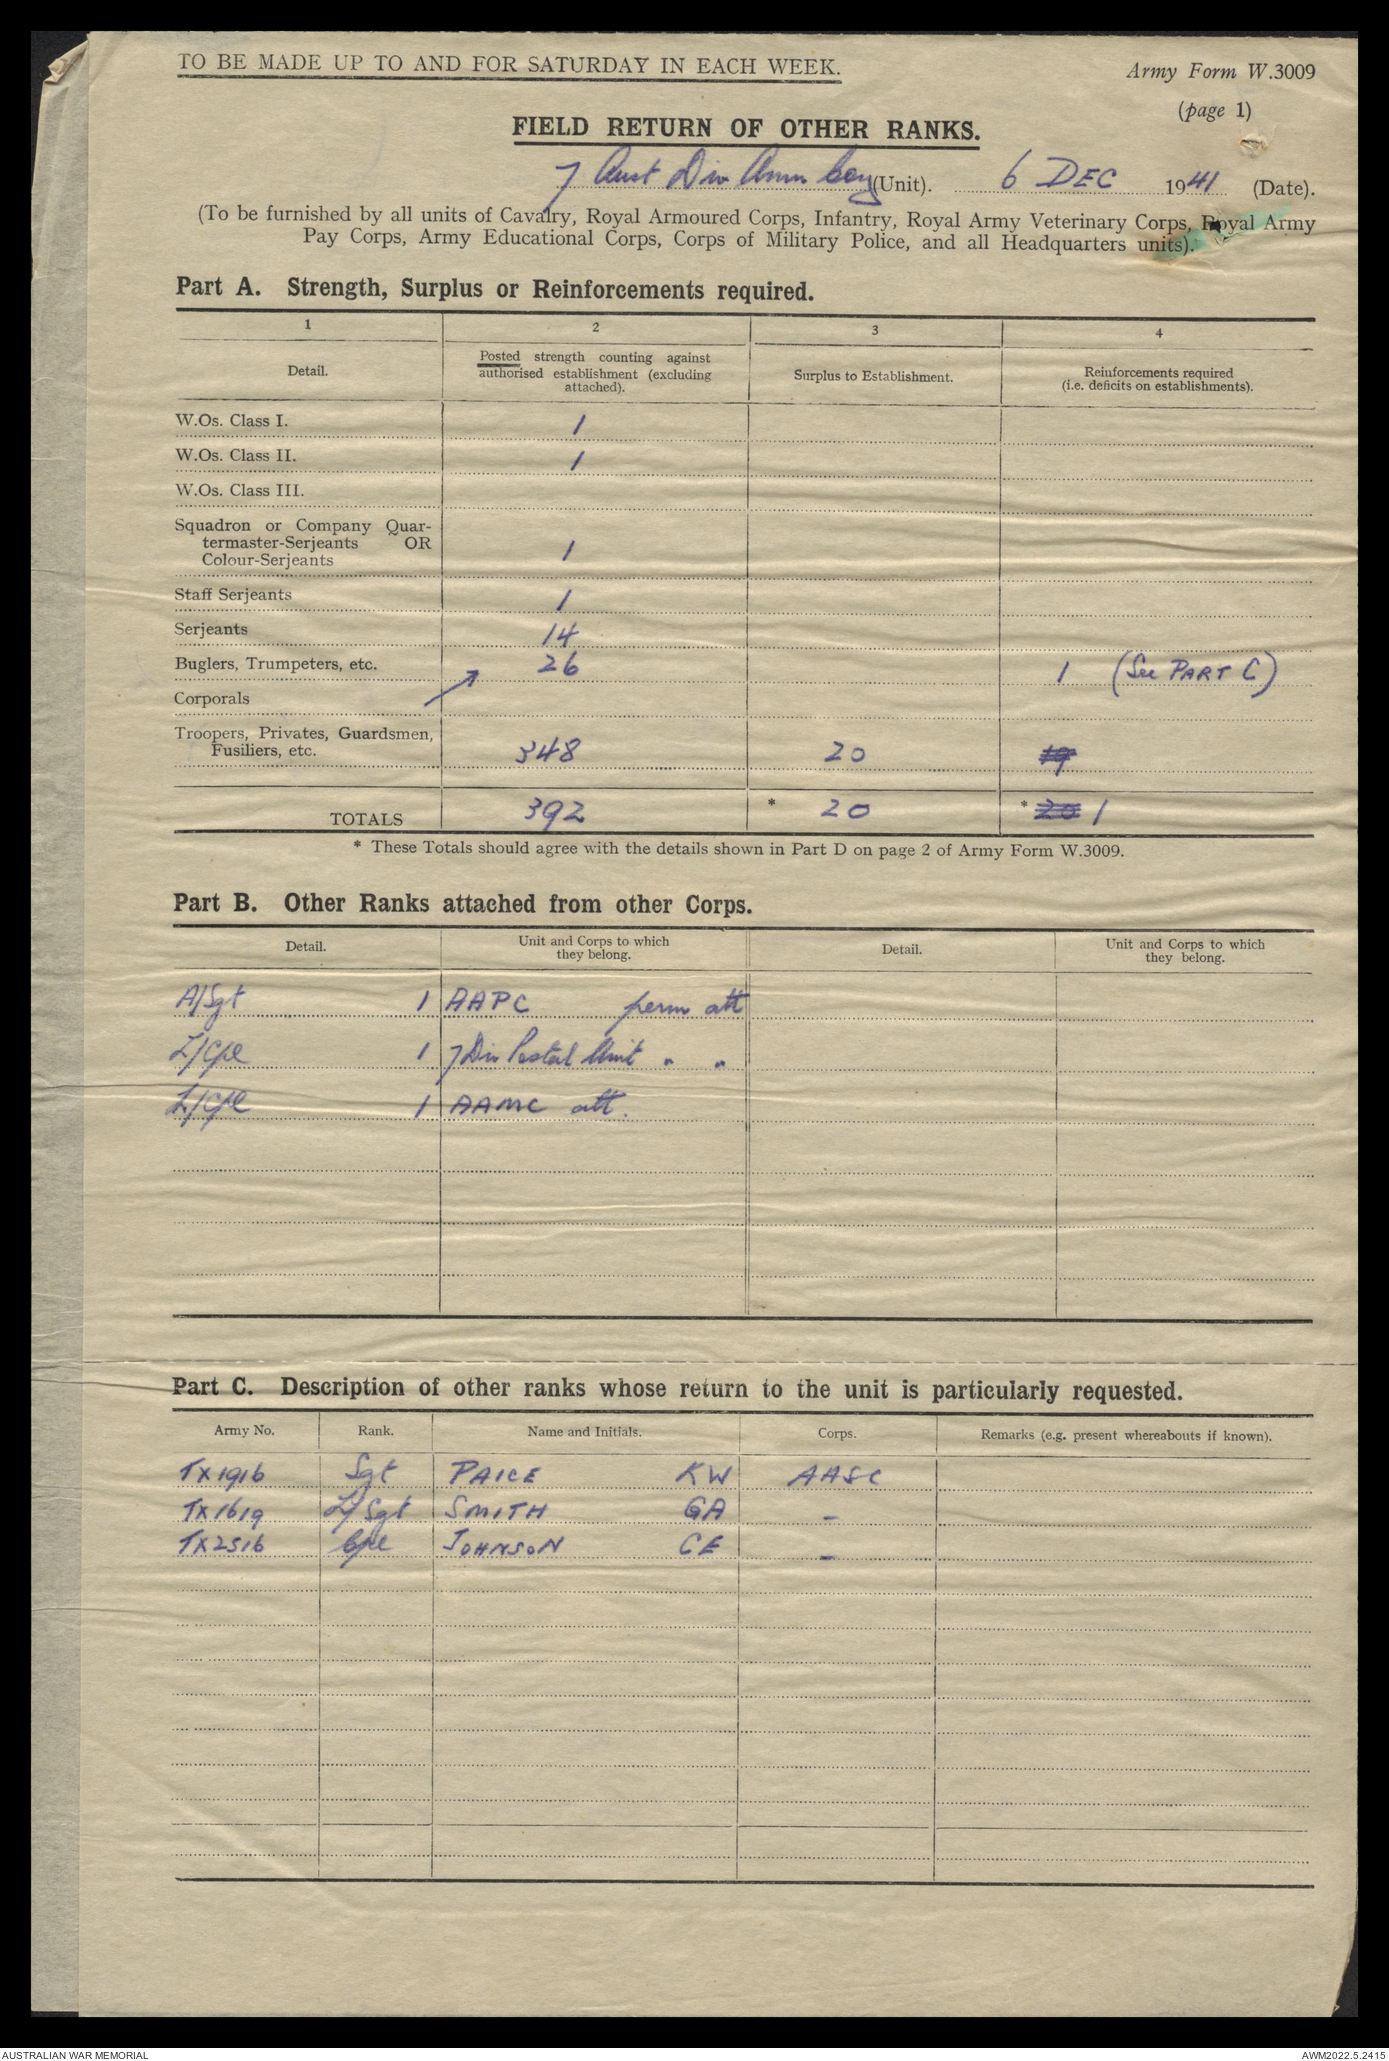 TO BE MADE UP TO AND FOR SATURDAY IN EACH WEEK.
Army Form W.3009
(page 1)
FIELD RETURN OF OTHER RANKS.
7 Aust Div Amm Coy (Unit). 6 DEC 1941 (Date).
(To be furnished by all units of Cavalry, Royal Armoured Corps, Infantry, Royal Army Veterinary Corps, Royal Army
Pay Corps, Army Educational Corps, Corps of Military Police, and all Headquarters units).
Part A. Strength, Surplus or Reinforcements required.
1 2 3 4
Detail. Posted strength counting against authorised establishment (excluding attached). Surplus to Establishment. Reinforcements required (i.e. deficits on establishments).
W.Os. Class I. 1
W.Os. Class II. 1
W.Os. Class III.
Squadron or Company Quar-
termaster-Serjeants OR
Colour-Serjeants 1
Staff Serjeants 1
Serjeants 14
Buglers, Trumpeters, etc. 26 1 (See PART C)
Corporals
Troopers, Privates, Guardsmen,
Fusiliers, etc. 348 20 19
TOTALS 392 * 20 * 20 1
* These Totals should agree with the details shown in Part D on page 2 of Army Form W.3009.
Part B. Other Ranks attached from other Corps.
Detail. Unit and Corps to which they belong. Detail. Unit and Corps to which they belong.
A/Sgt 1 AAPC perm att
L/Cpl 1 7 Div Postal Unit " "
L/Cpl 1 AAMC att.
Part C. Description of other ranks whose return to the unit is particularly requested.
Army No. Rank. Name and Initials. Corps. Remarks (e.g. present whereabouts if known).
TX1916 Sgt PAICE KW AASC
TX1619 L/Sgt SMITH GA -
TX2516 Cpl JOHNSON CE -
AUSTRALIAN WAR MEMORIAL
AWM2022.5.2415